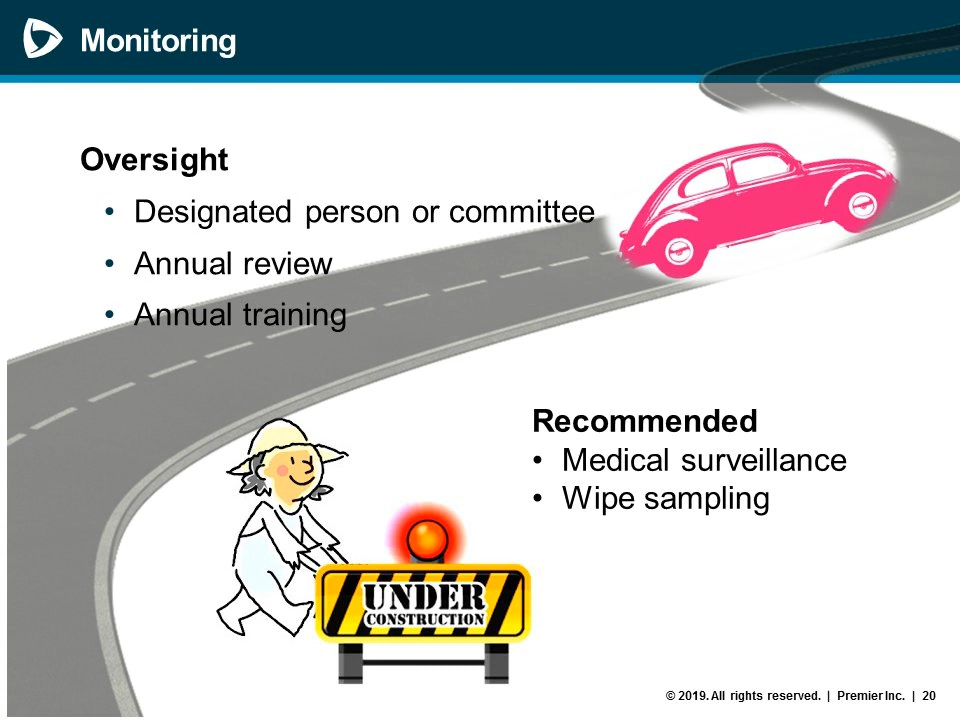 Monitoring
Oversight
• Designated person or committee
• Annual review
• Annual training
Recommended
• Medical surveillance
• Wipe sampling
UNDER
CONSTRUCTION
© 2019. All rights reserved. | Premier Inc. | 20